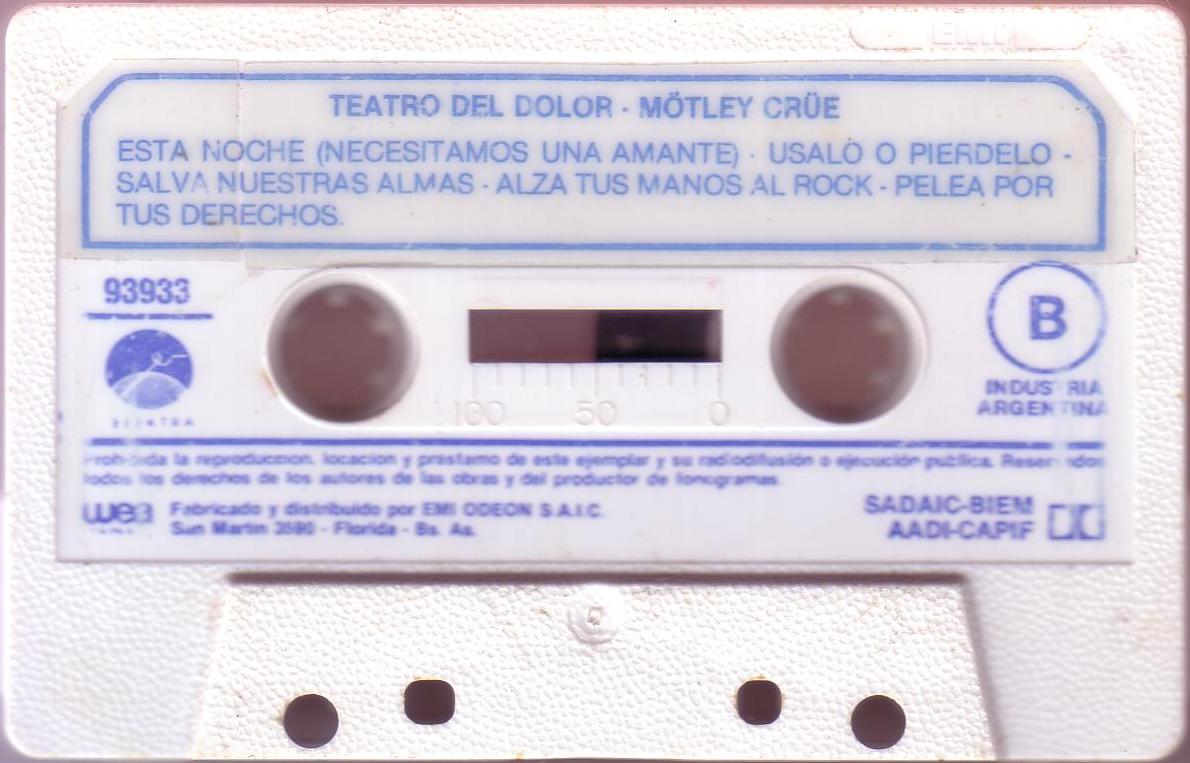 EMI
TEATRO DEL DOLOR · MÖTLEY CRÜE
ESTA NOCHE (NECESITAMOS UNA AMANTE) · USALO O PIERDELO -
SALVA NUESTRAS ALMAS - ALZA TUS MANOS AL ROCK - PELEA POR
TUS DERECHOS.
93933
B
INDUSTRIA
ARGENTINA
ELEKTRA
100 50 0
Prohibida la reproduccion, locacion y prestamo de este ejemplar y su radiodifusión o ejecución publica. Reservados
todos los derechos de los autores de las obras y del productor de fonogramas.
wea
Fabricado y distribuido por EMI ODEON S.A.I.C.
San Martin 3590 - Florida - Bs. As.
SADAIC-BIEM
AADI-CAPIF